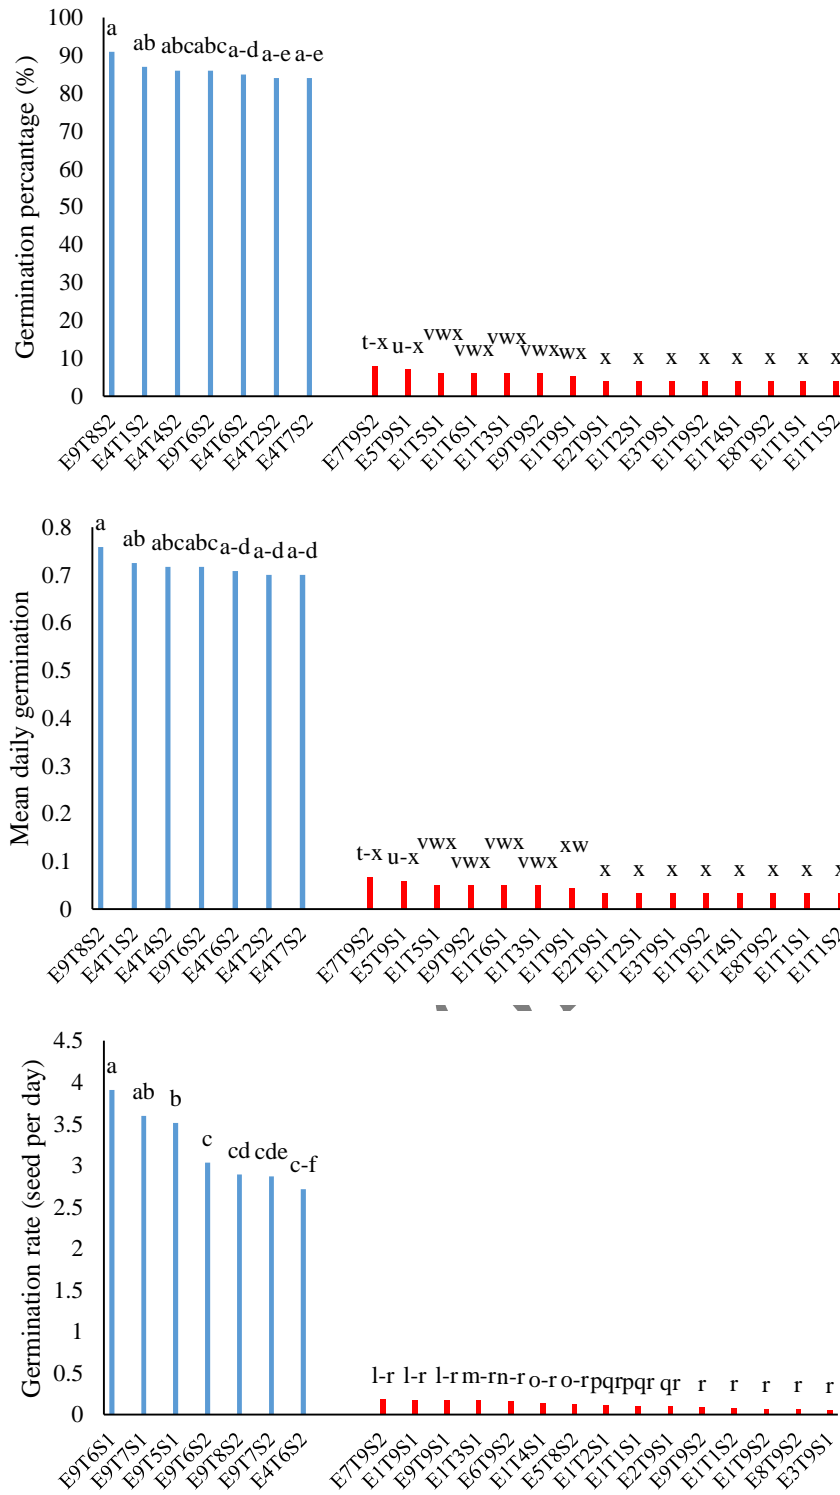 Germination percantage (%)
100
90
80
70
60
50
40
30
20
10
0
a ab abc abc a-d a-e a-e
t-x u-x vwx vwx vwx vwx wx x x x x x x x x
E9T8S2 E4T1S2 E4T4S2 E9T6S2 E4T6S2 E4T2S2 E4T7S2 E7T9S2 E5T9S1 E1T5S1 E1T6S1 E1T3S1 E9T9S2 E1T9S1 E2T9S1 E1T2S1 E3T9S1 E1T9S2 E1T4S1 E8T9S2 E1T1S1 E1T1S2
Mean daily germination
0.8
0.7
0.6
0.5
0.4
0.3
0.2
0.1
0
a ab abc abc a-d a-d a-d
t-x u-x vwx vwx vwx vwx xw x x x x x x x x
E9T8S2 E4T1S2 E4T4S2 E9T6S2 E4T6S2 E4T2S2 E4T7S2 E7T9S2 E5T9S1 E1T5S1 E9T9S2 E1T6S1 E1T3S1 E1T9S1 E2T9S1 E1T2S1 E3T9S1 E1T9S2 E1T4S1 E8T9S2 E1T1S1 E1T1S2
Germination rate (seed per day)
4.5
4
3.5
3
2.5
2
1.5
1
0.5
0
a ab b c cd cde c-f
l-r l-r l-r m-r n-r o-r o-r pqr pqr qr r r r r r
E9T6S1 E9T7S1 E9T5S1 E9T6S2 E9T8S2 E9T7S2 E4T6S2 E7T9S2 E1T9S1 E9T9S1 E1T3S1 E6T9S2 E1T4S1 E5T8S2 E1T2S1 E1T1S1 E2T9S1 E9T9S2 E1T1S2 E1T9S2 E8T9S2 E3T9S1